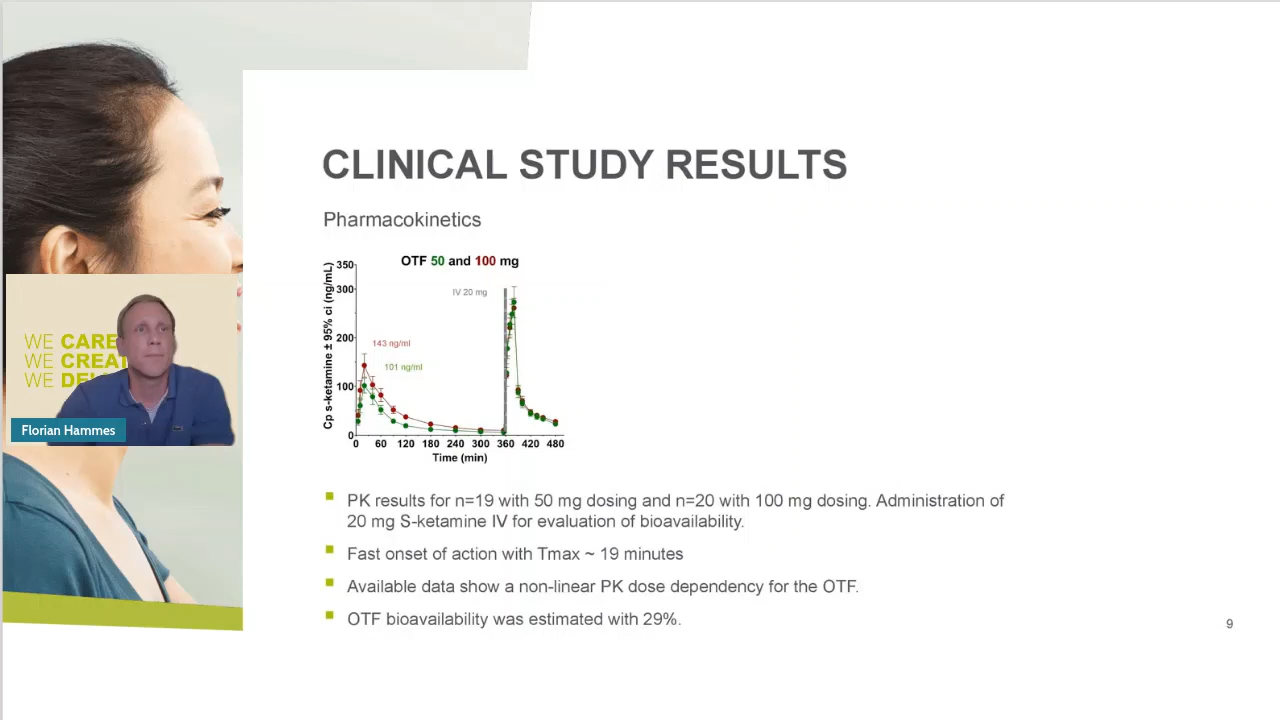 CLINICAL STUDY RESULTS
Pharmacokinetics
OTF 50 and 100 mg
Cp s-ketamine ± 95% ci (ng/mL)
350
300
200
100
0
IV 20 mg
143 ng/ml
101 ng/ml
0 60 120 180 240 300 360 420 480
Time (min)
WE CARE
WE CREAT
WE DEL
Florian Hammes
PK results for n=19 with 50 mg dosing and n=20 with 100 mg dosing. Administration of
20 mg S-ketamine IV for evaluation of bioavailability.
Fast onset of action with Tmax ~ 19 minutes
Available data show a non-linear PK dose dependency for the OTF.
OTF bioavailability was estimated with 29%.
9